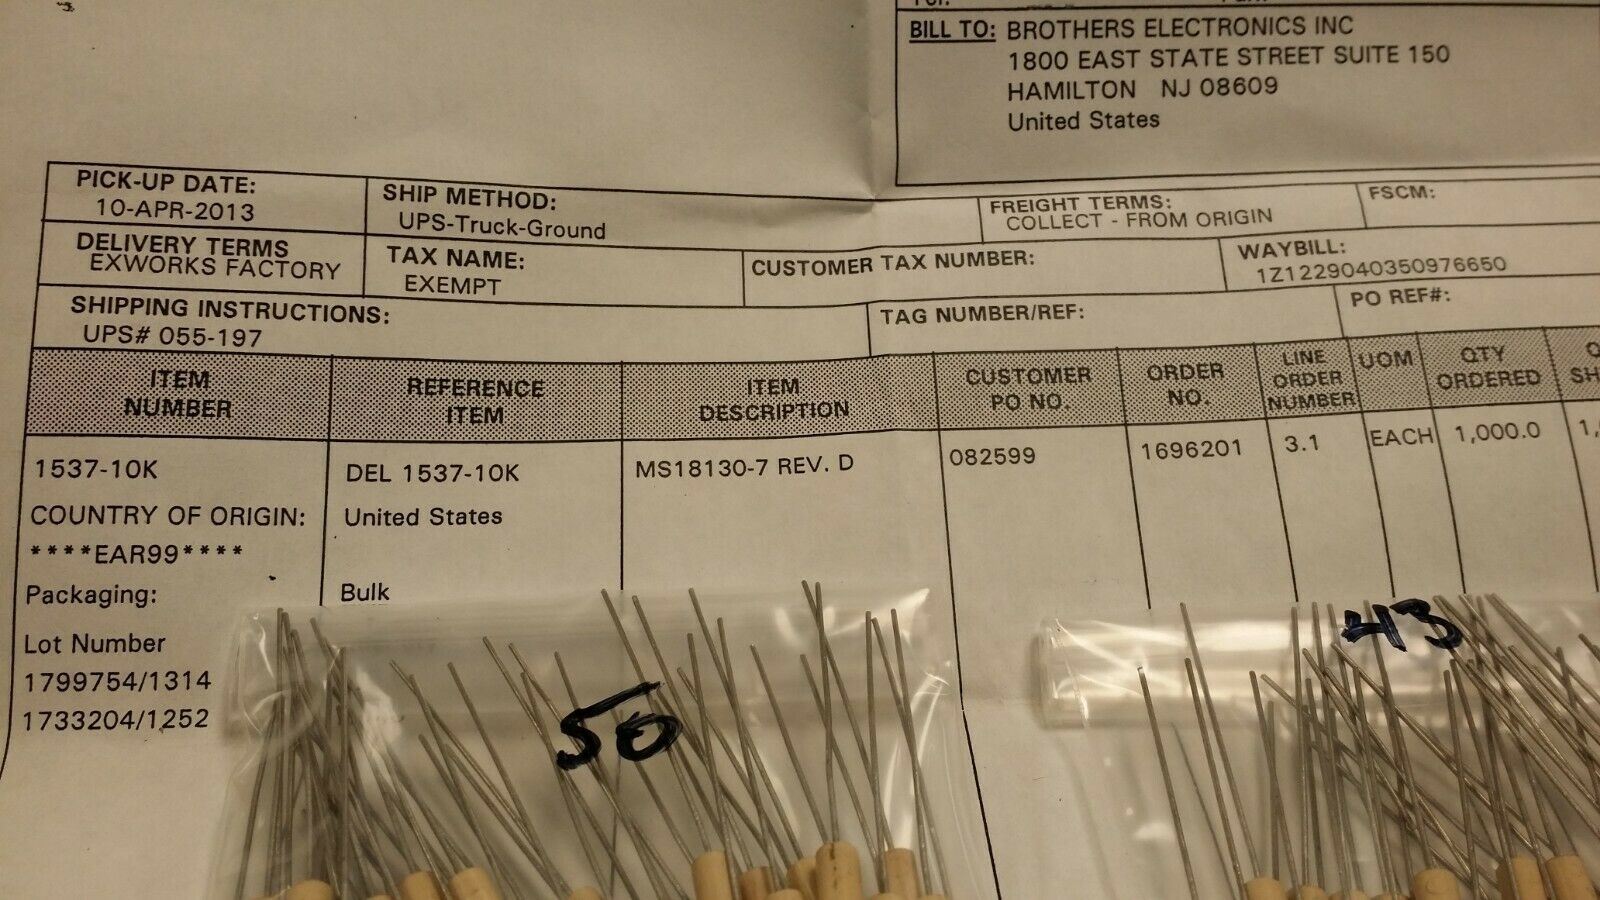 BILL TO: BROTHERS ELECTRONICS INC
1800 EAST STATE STREET SUITE 150
HAMILTON NJ 08609
United States
PICK-UP DATE:
10-APR-2013
SHIP METHOD:
UPS-Truck-Ground
FREIGHT TERMS:
COLLECT - FROM ORIGIN
FSCM:
DELIVERY TERMS
EXWORKS FACTORY
TAX NAME:
EXEMPT
CUSTOMER TAX NUMBER:
WAYBILL:
1Z1229040350976650
SHIPPING INSTRUCTIONS:
UPS# 055-197
TAG NUMBER/REF:
PO REF#:
ITEM
NUMBER
REFERENCE
ITEM
ITEM
DESCRIPTION
CUSTOMER
PO NO.
ORDER
NO.
LINE
ORDER
NUMBER
UOM
QTY
ORDERED
1537-10K
DEL 1537-10K
MS18130-7 REV. D
082599
1696201
3.1
EACH
1,000.0
COUNTRY OF ORIGIN:
United States
****EAR99****
Packaging:
Bulk
Lot Number
1799754/1314
1733204/1252
50
43